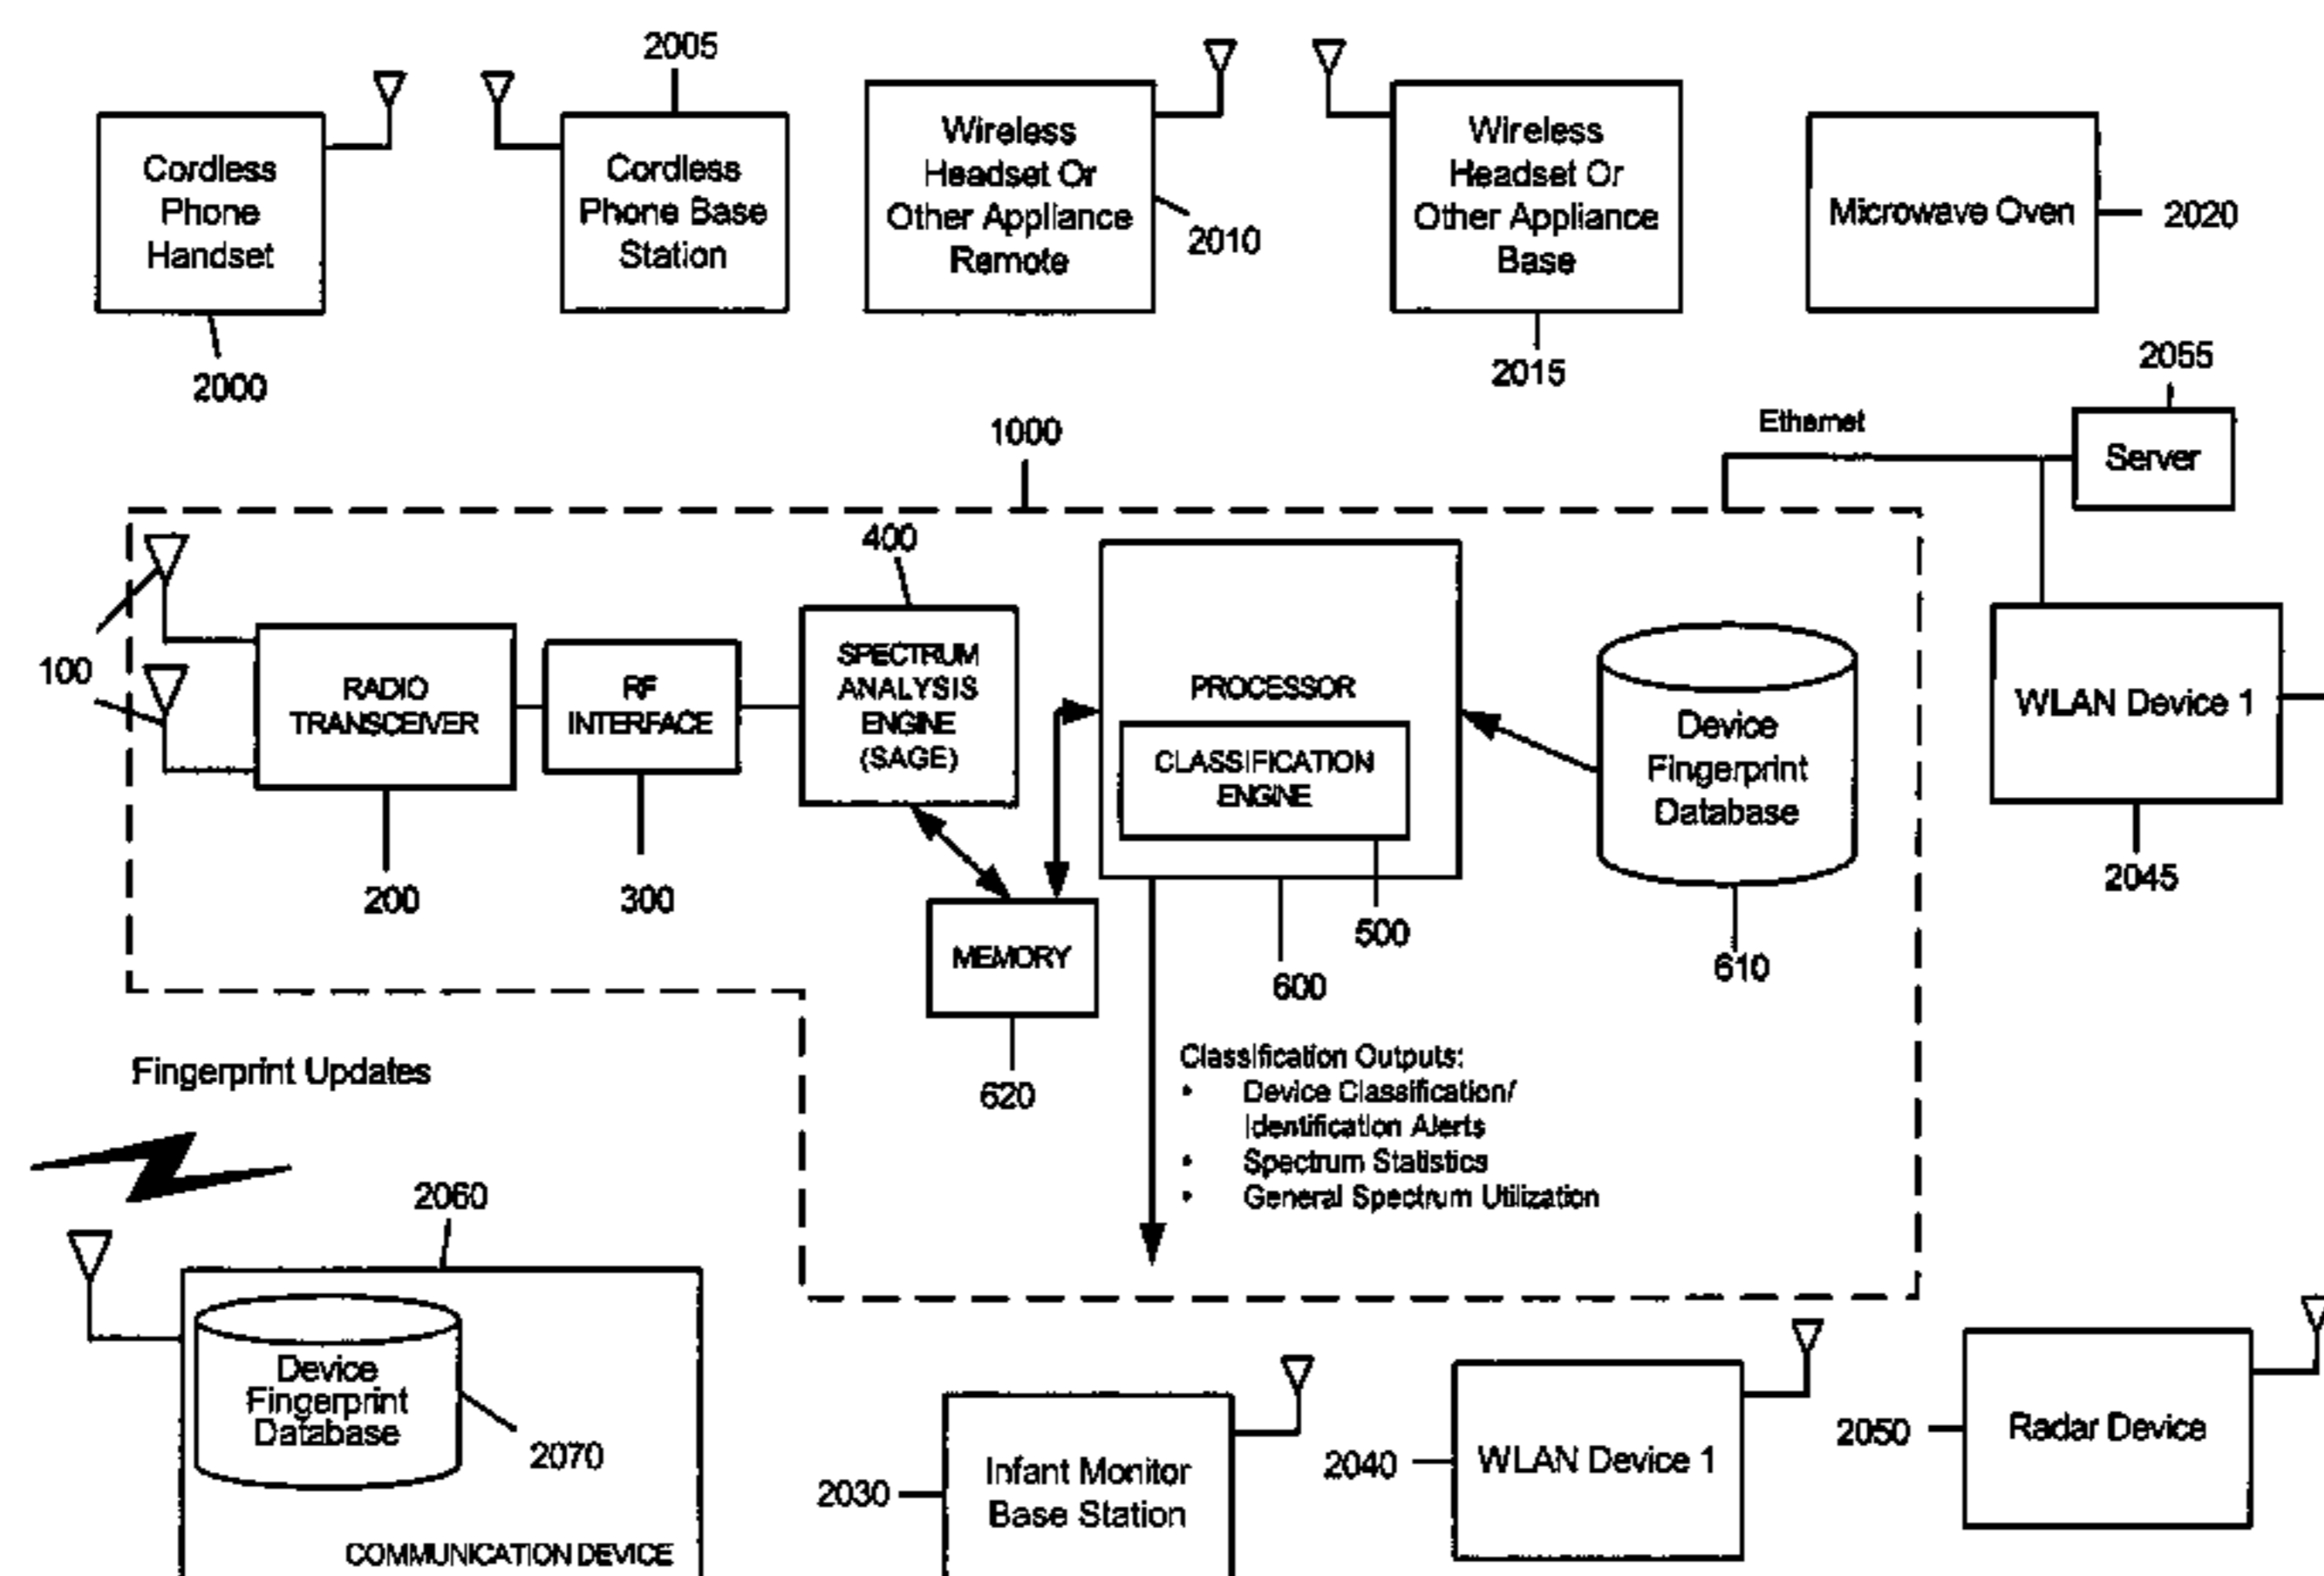 2005
Cordless
Phone
Handset
2000
Cordless
Phone Base
Station
Wireless
Headset Or
Other Appliance
Remote
2010
Wireless
Headset Or
Other Appliance
Base
2015
Microwave Oven
2020
2055
Ethernet
Server
1000
100
RADIO
TRANSCEIVER
200
RF
INTERFACE
300
400
SPECTRUM
ANALYSIS
ENGINE
(SAGE)
PROCESSOR
CLASSIFICATION
ENGINE
500
600
MEMORY
620
Device
Fingerprint
Database
610
WLAN Device 1
2045
Classification Outputs:
• Device Classification/
Identification Alerts
• Spectrum Statistics
• General Spectrum Utilization
Fingerprint Updates
2060
Device
Fingerprint
Database
2070
COMMUNICATION DEVICE
2030
Infant Monitor
Base Station
2040
WLAN Device 1
2050
Radar Device